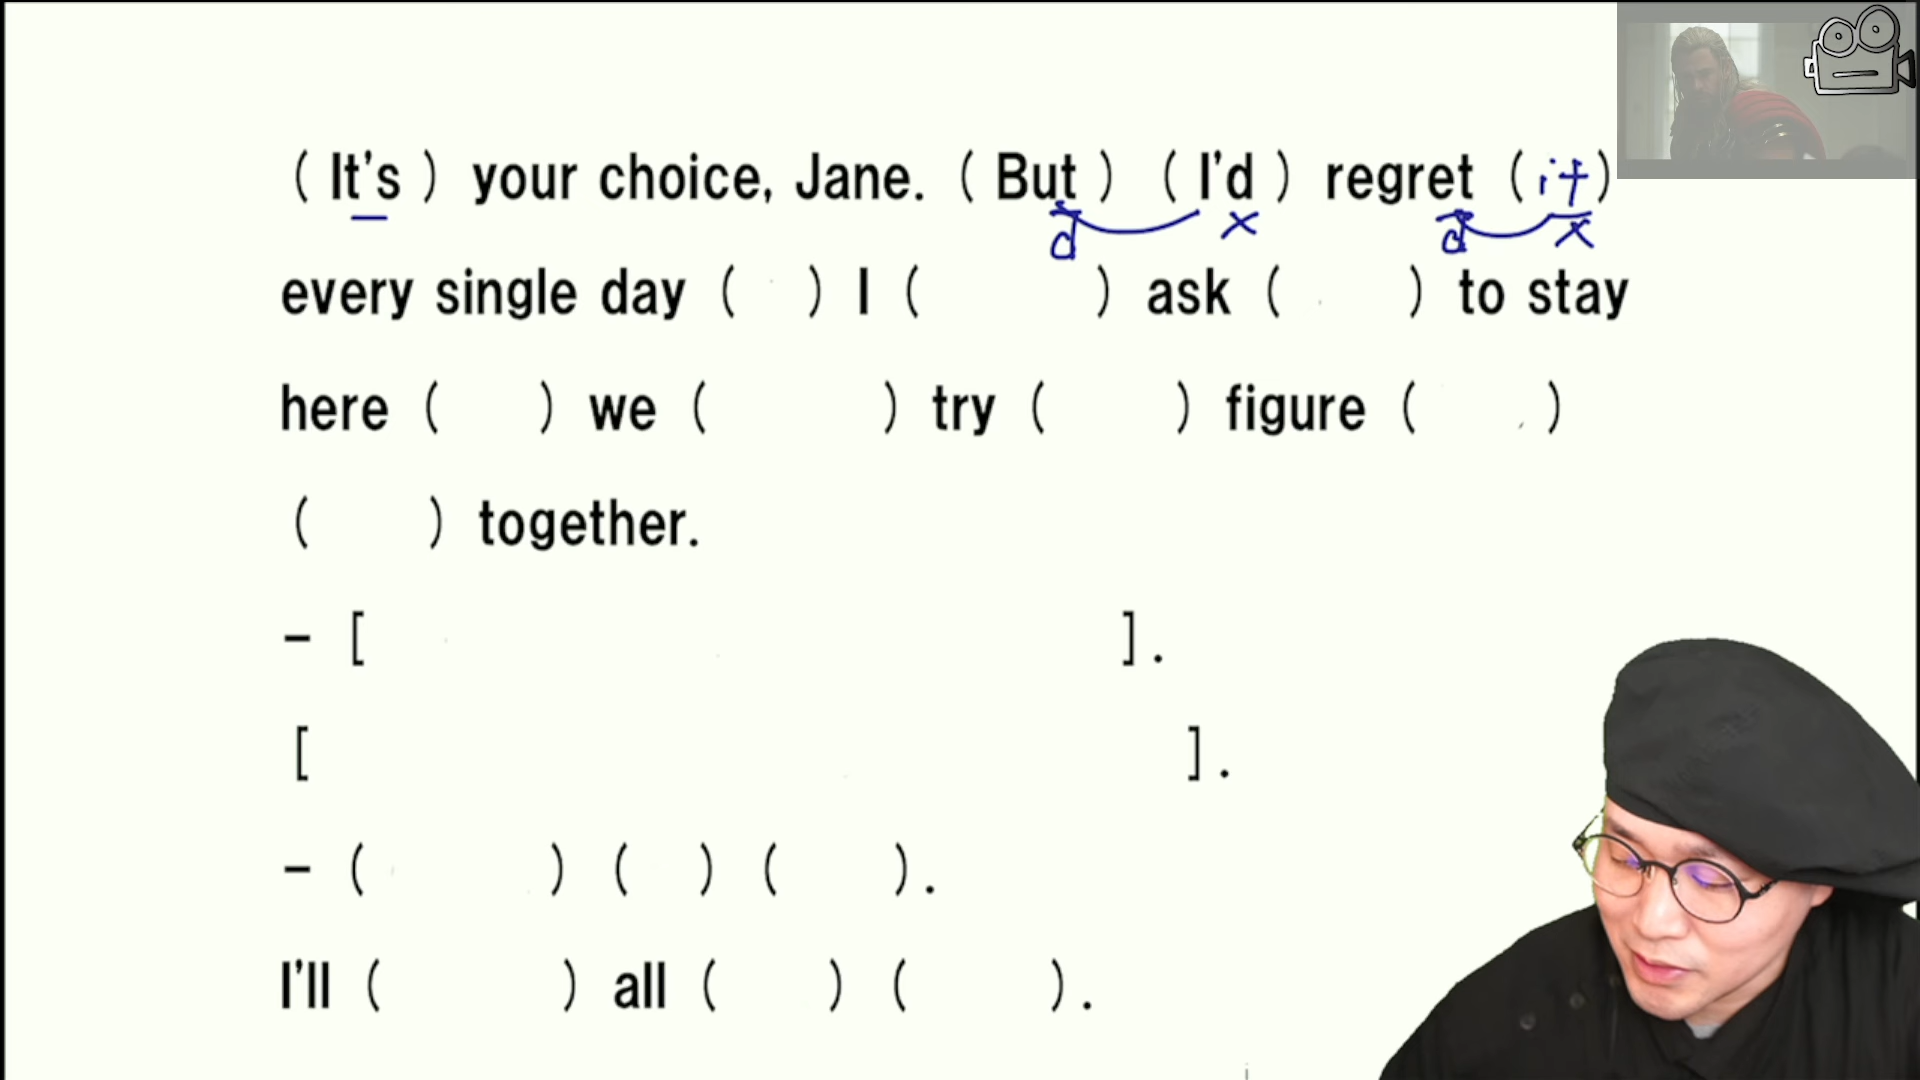 ( It's ) your choice, Jane. ( But ) ( I'd ) regret ( it )
d x d x
every single day ( ) I ( ) ask ( ) to stay
here ( ) we ( ) try ( ) figure ( )
( ) together.
- [ ].
[ ].
- ( ) ( ) ( ).
I'll ( ) all ( ) ( ).